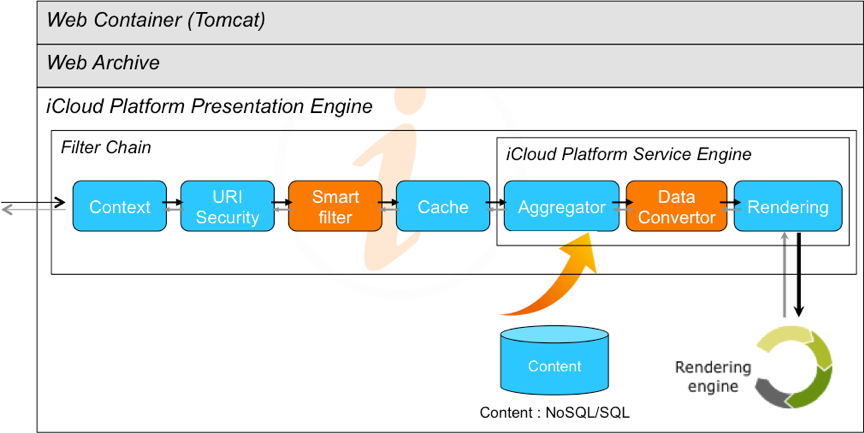 Web Container (Tomcat)
Web Archive
iCloud Platform Presentation Engine
Filter Chain
iCloud Platform Service Engine
Context
URI
Security
Smart
filter
Cache
Aggregator
Data
Convertor
Rendering
Content
Rendering
engine
Content : NoSQL/SQL